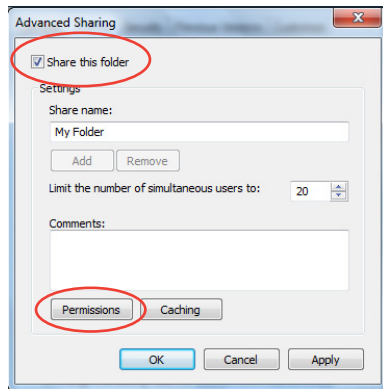 Advanced Sharing
Share this folder
Settings
Share name:
My Folder
Add Remove
Limit the number of simultaneous users to: 20
Comments:
Permissions Caching
OK Cancel Apply